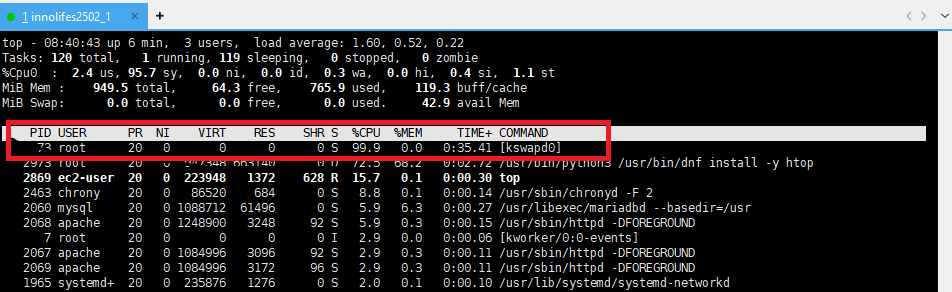 1 innolifes2502_1 × +
top - 08:40:43 up 6 min,  3 users,  load average: 1.60, 0.52, 0.22
Tasks: 120 total,   1 running, 119 sleeping,   0 stopped,   0 zombie
%Cpu0  :  2.4 us, 95.7 sy,  0.0 ni,  0.0 id,  0.3 wa,  0.0 hi,  0.4 si,  1.1 st
MiB Mem :    949.5 total,     64.3 free,    765.9 used,    119.3 buff/cache
MiB Swap:      0.0 total,      0.0 free,      0.0 used.     42.9 avail Mem
PID USER      PR  NI    VIRT    RES    SHR S  %CPU  %MEM     TIME+ COMMAND
73 root      20   0       0      0      0 S  99.9   0.0   0:35.41 [kswapd0]
2973 root      20   0  947348 663140      0 D  72.5  68.2   0:02.72 /usr/bin/python3 /usr/bin/dnf install -y htop
2869 ec2-user  20   0  223948   1372    628 R  15.7   0.1   0:00.30 top
2463 chrony    20   0   86520    684      0 S   8.8   0.1   0:00.14 /usr/sbin/chronyd -F 2
2060 mysql     20   0 1088712  61496      0 S   5.9   6.3   0:00.27 /usr/libexec/mariadbd --basedir=/usr
2068 apache    20   0 1248900   3248     92 S   5.9   0.3   0:00.15 /usr/sbin/httpd -DFOREGROUND
7 root      20   0       0      0      0 I   2.9   0.0   0:00.06 [kworker/0:0-events]
2067 apache    20   0 1084996   3096     92 S   2.9   0.3   0:00.11 /usr/sbin/httpd -DFOREGROUND
2069 apache    20   0 1084996   3172     96 S   2.9   0.3   0:00.11 /usr/sbin/httpd -DFOREGROUND
1965 systemd+  20   0  235876   1276      0 S   2.0   0.1   0:00.10 /usr/lib/systemd/systemd-networkd